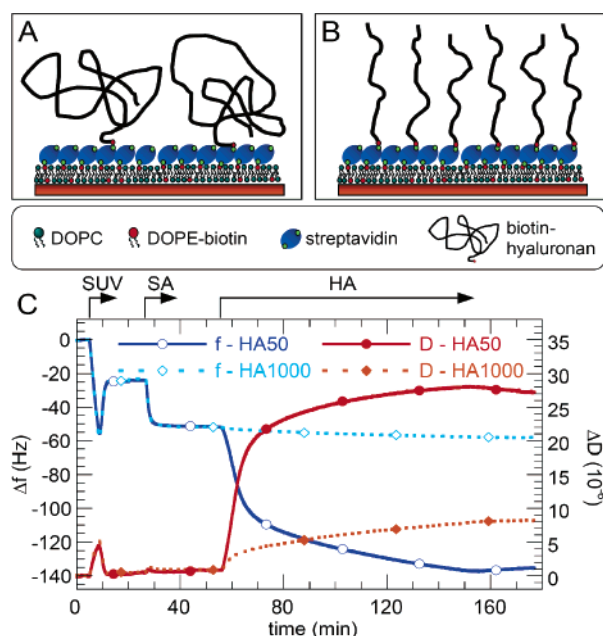 A
B
DOPC
DOPE-biotin
streptavidin
biotin-
hyaluronan
C
SUV
SA
HA
f - HA50
D - HA50
f - HA1000
D - HA1000
0
-20
-40
-60
-80
-100
-120
-140
Δf (Hz)
35
30
25
20
15
10
5
0
ΔD (10⁻⁶)
0
40
80
120
160
time (min)